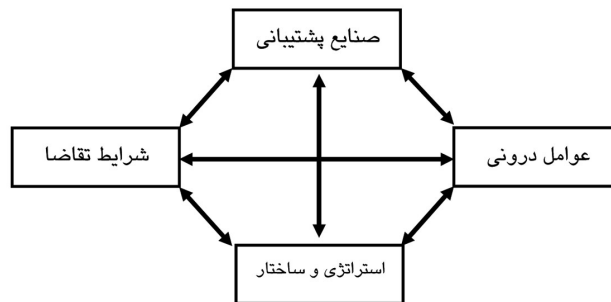 صنایع پشتیبانی
شرایط تقاضا
عوامل درونی
استراتژی و ساختار